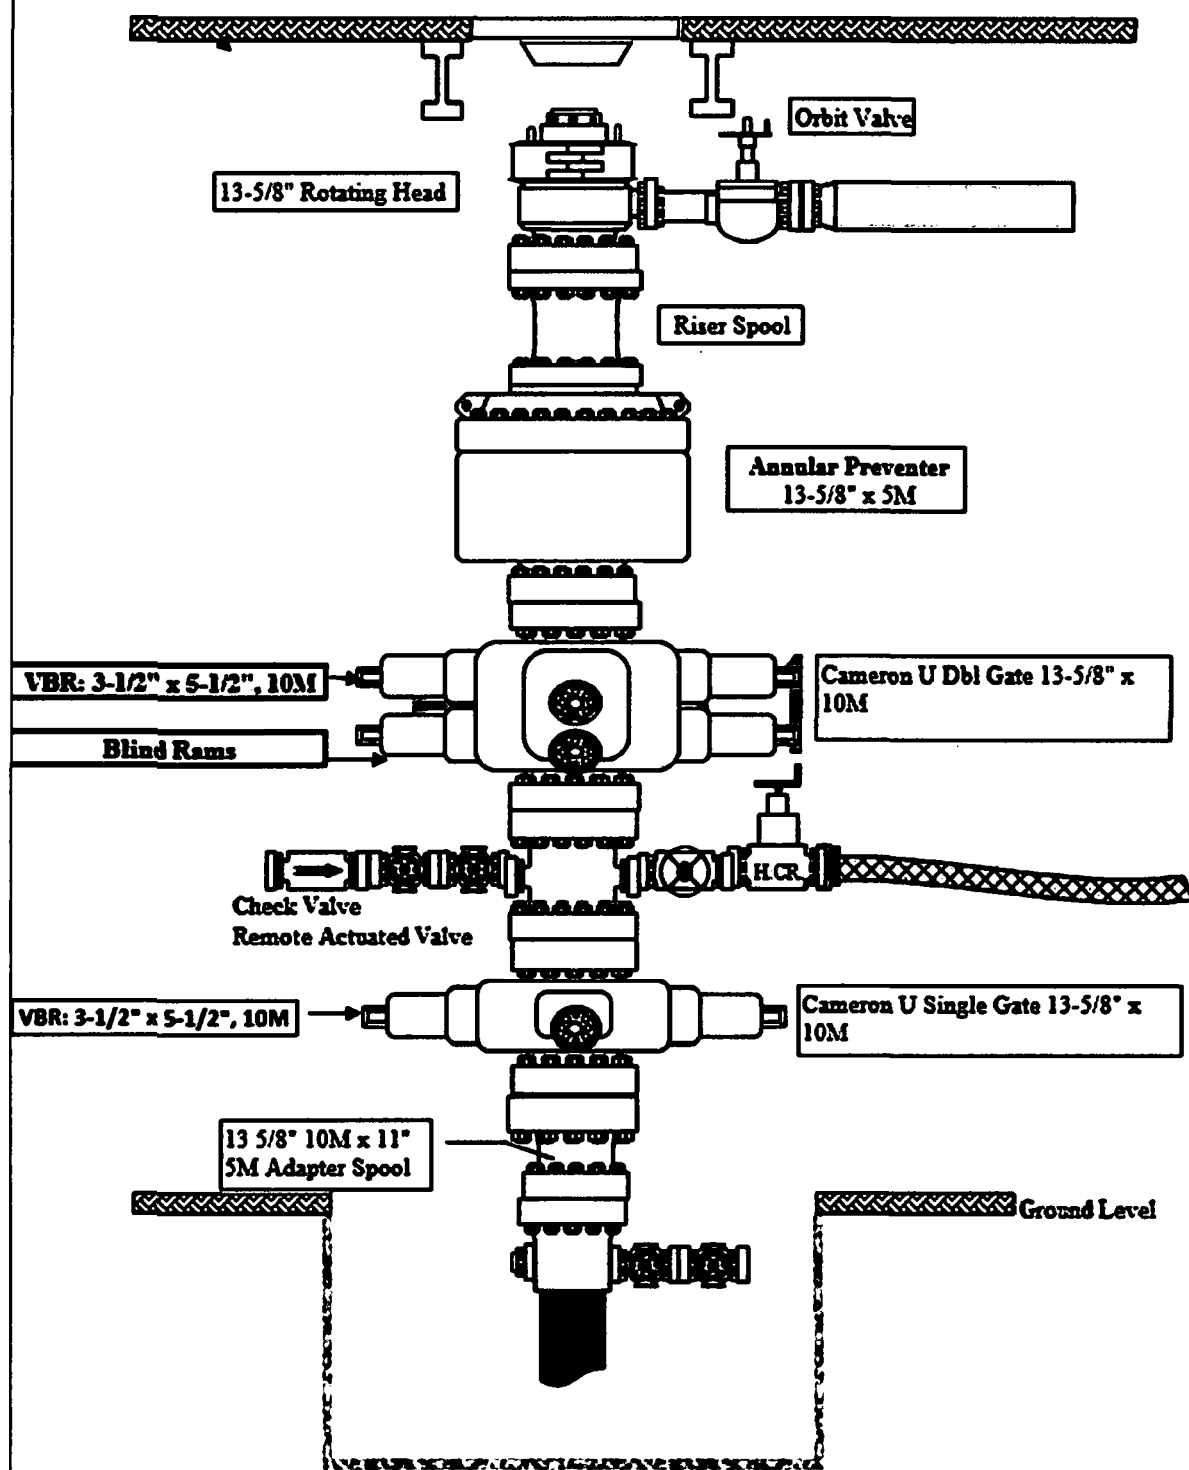 Orbit Valve
13-5/8" Rotating Head
Riser Spool
Annular Preventer
13-5/8" x 5M
VBR: 3-1/2" x 5-1/2", 10M
Cameron U Dbl Gate 13-5/8" x
10M
Blind Rams
H.CR
Check Valve
Remote Actuated Valve
VBR: 3-1/2" x 5-1/2", 10M
Cameron U Single Gate 13-5/8" x
10M
13 5/8" 10M x 11"
5M Adapter Spool
Ground Level